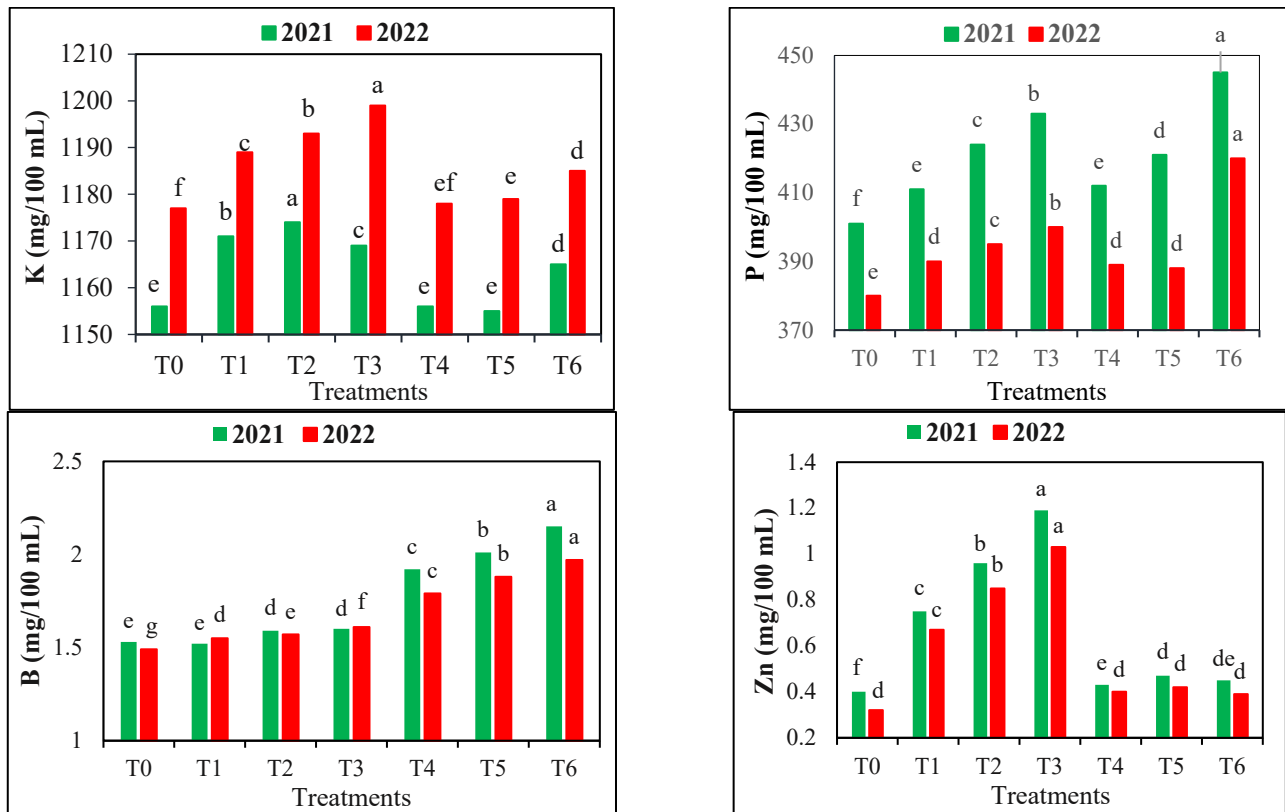 2021 2022
K (mg/100 mL)
1210
1200
1190
1180
1170
1160
1150
e f b c a b c a e ef e e d d
T0 T1 T2 T3 T4 T5 T6
Treatments
2021 2022
P (mg/100 mL)
450
430
410
390
370
f e e d c c b b e d d d a a
T0 T1 T2 T3 T4 T5 T6
Treatments
2021 2022
B (mg/100 mL)
2.5
2
1.5
1
e g e d d e d f c c b b a a
T0 T1 T2 T3 T4 T5 T6
Treatments
2021 2022
Zn (mg/100 mL)
1.4
1.2
1
0.8
0.6
0.4
0.2
f d c c b b a a e d d d de d
T0 T1 T2 T3 T4 T5 T6
Treatments